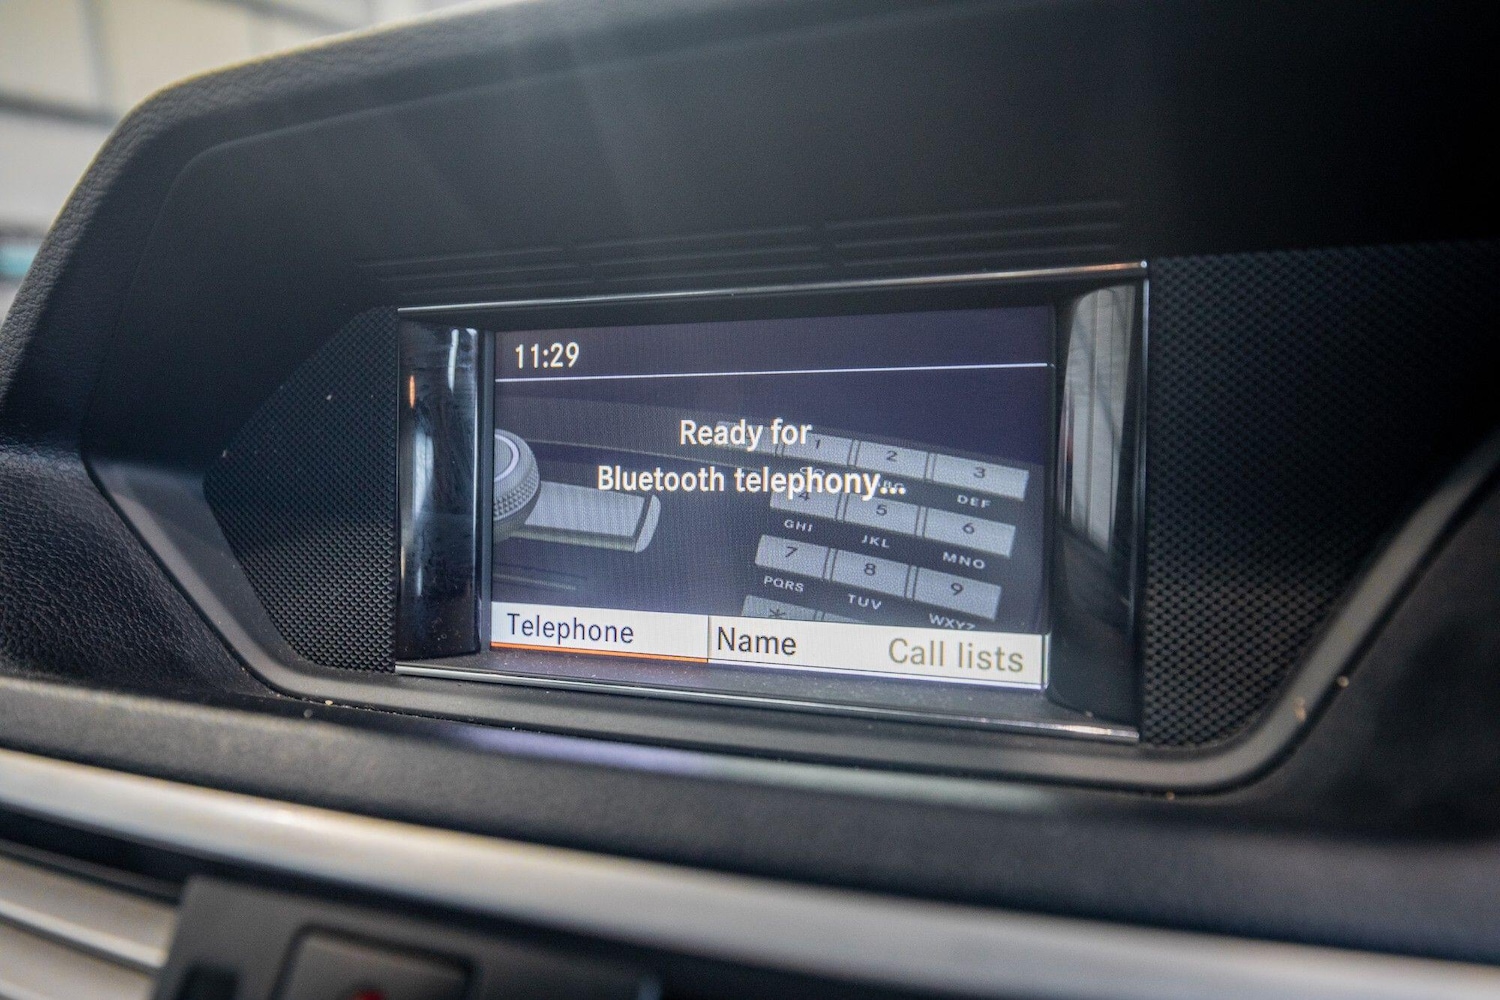 11:29
Ready for
Bluetooth telephony...
1 2 3
DEF
4 5 6
GHI JKL MNO
7 8 9
PQRS TUV WXYZ
*
Telephone Name Call lists